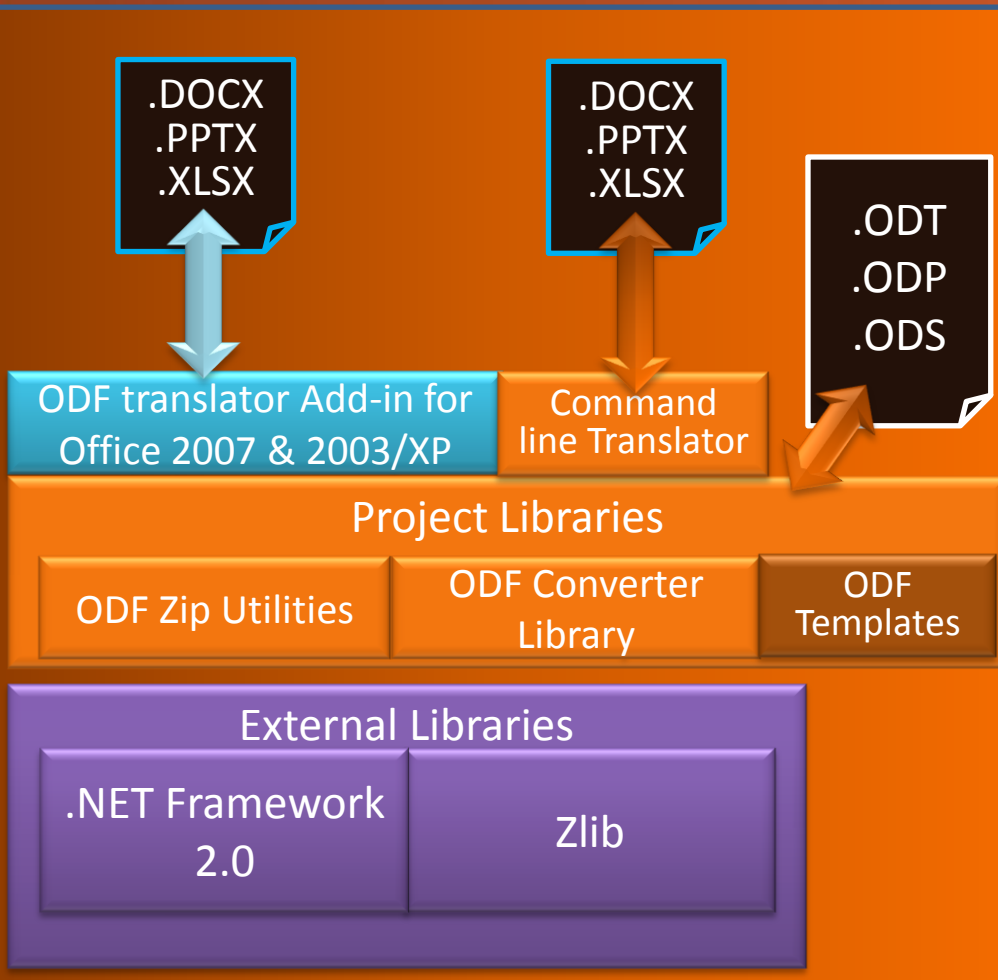 .DOCX
.PPTX
.XLSX
.DOCX
.PPTX
.XLSX
.ODT
.ODP
.ODS
ODF translator Add-in for
Office 2007 & 2003/XP
Command
line Translator
Project Libraries
ODF Zip Utilities
ODF Converter
Library
ODF
Templates
External Libraries
.NET Framework
2.0
Zlib